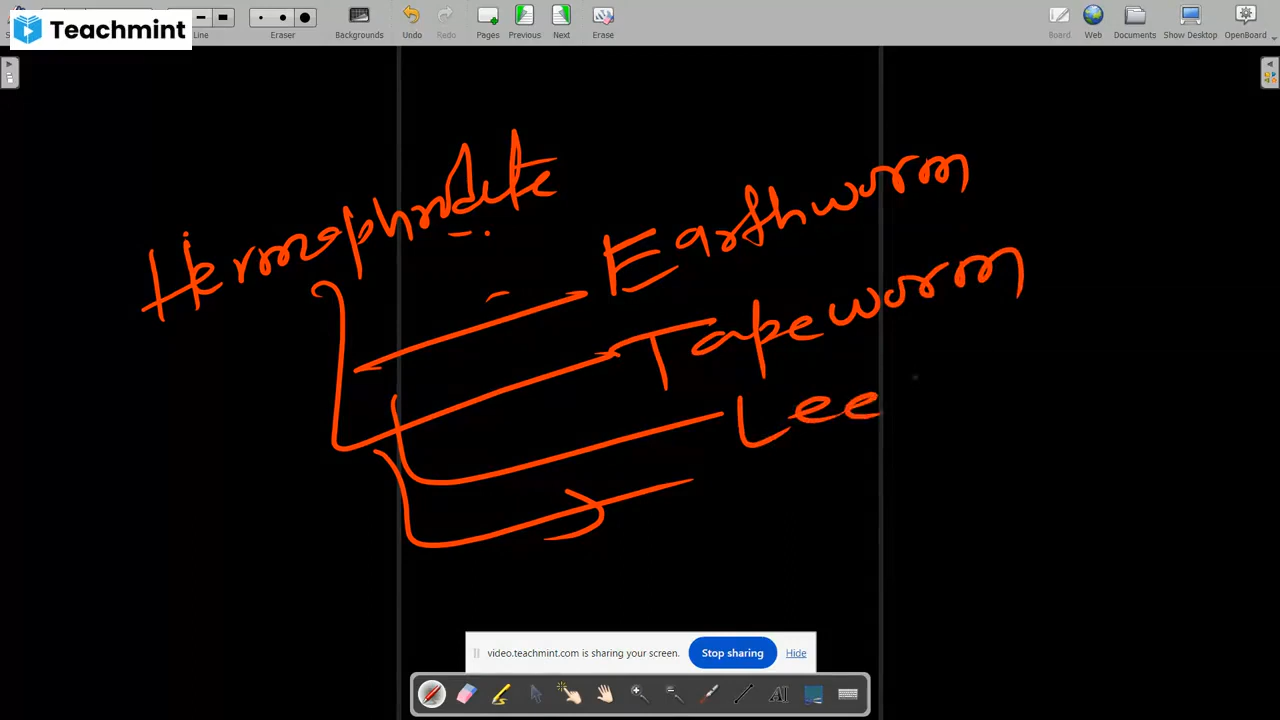 Line
Eraser
Backgrounds
Undo
Redo
Pages
Previous
Next
Erase
Board
Web
Documents
Show Desktop
OpenBoard
Teachmint
Hermophrodite
Earthworm
Tapeworm
Lee
video.teachmint.com is sharing your screen.
Stop sharing
Hide